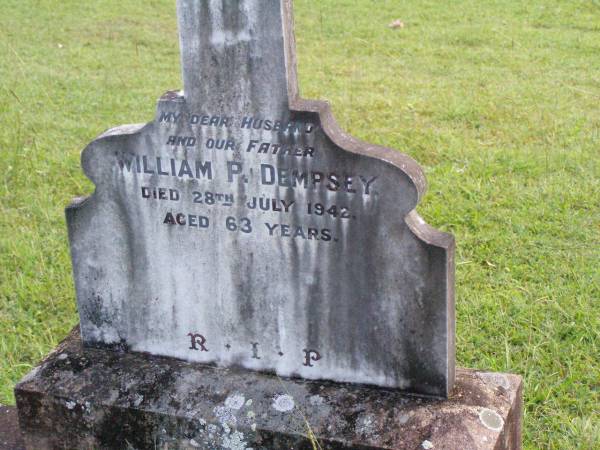 My Dear Husband
and our Father
William P. Dempsey.
Died 28th July 1942.
Aged 63 years.
R · I · P